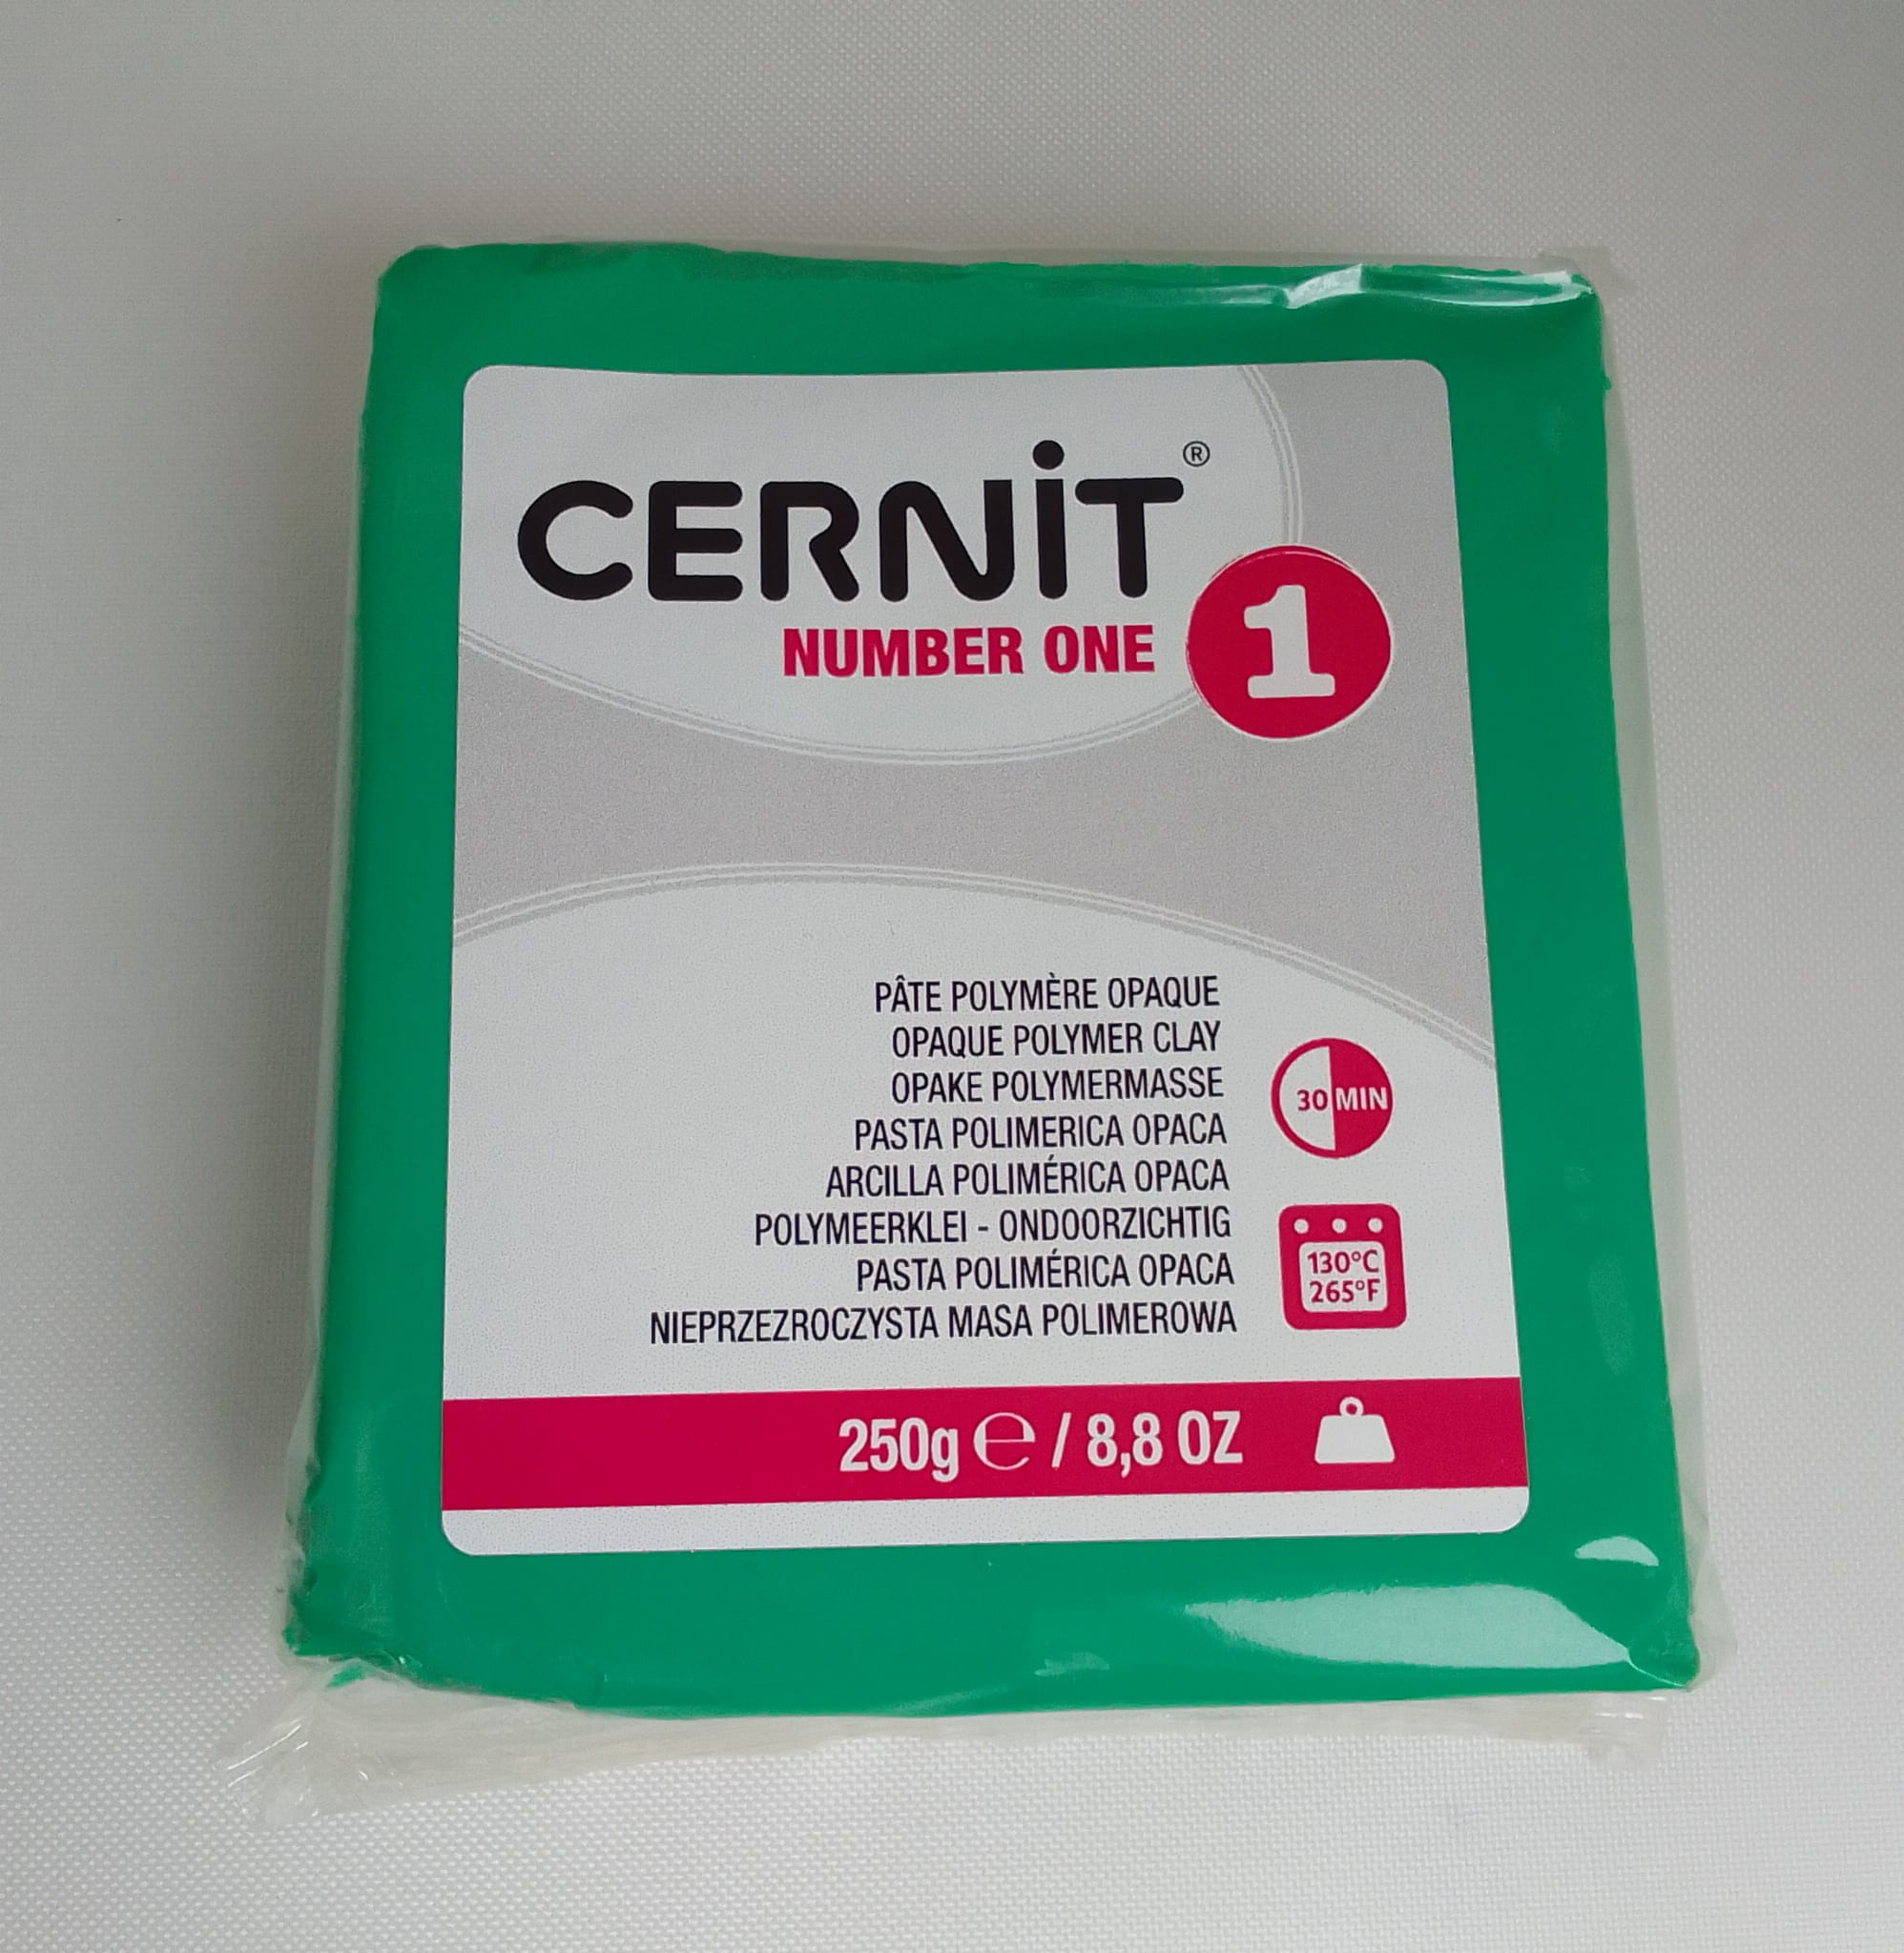 CERNiT®
NUMBER ONE 1
PÂTE POLYMÈRE OPAQUE
OPAQUE POLYMER CLAY
OPAKE POLYMERMASSE
PASTA POLIMERICA OPACA
ARCILLA POLIMÉRICA OPACA
POLYMEERKLEI - ONDOORZICHTIG
PASTA POLIMÉRICA OPACA
NIEPRZEZROCZYSTA MASA POLIMEROWA
30 MIN
130°C
265°F
250g ℮ / 8,8 OZ